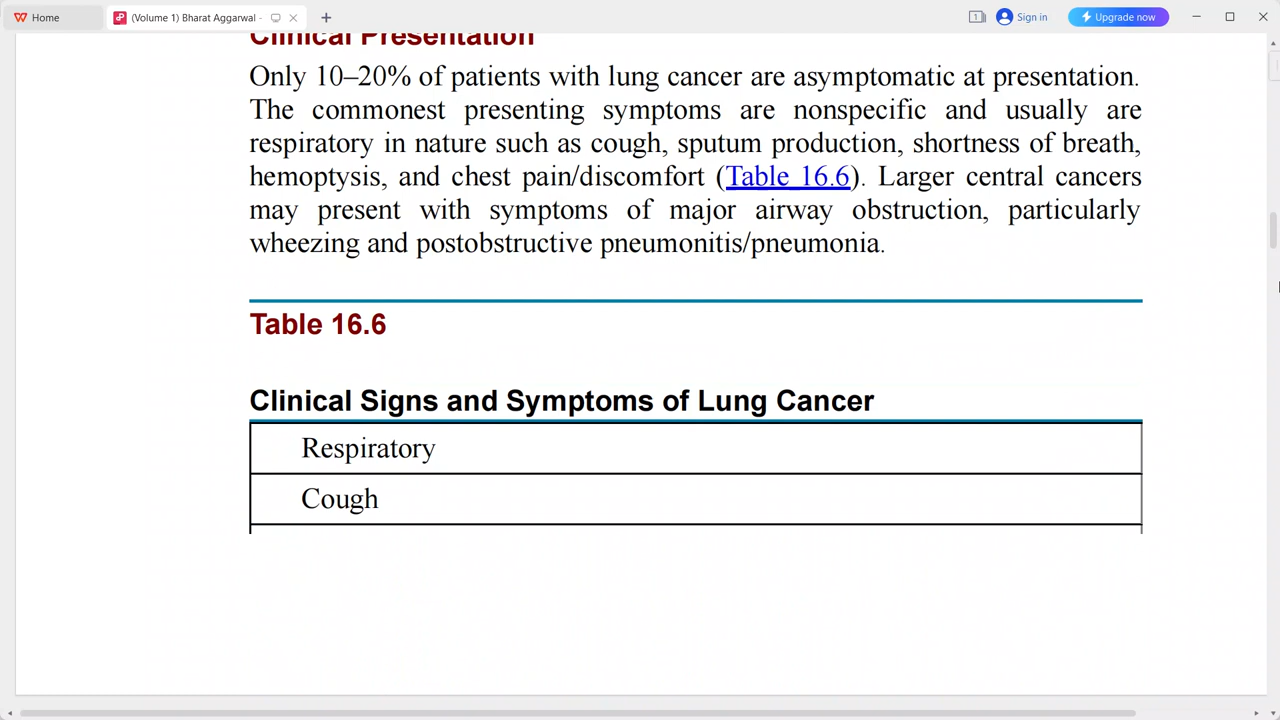 Home
(Volume 1) Bharat Aggarwal -
1
Sign in
Upgrade now
Clinical Presentation
Only 10–20% of patients with lung cancer are asymptomatic at presentation.
The commonest presenting symptoms are nonspecific and usually are
respiratory in nature such as cough, sputum production, shortness of breath,
hemoptysis, and chest pain/discomfort (Table 16.6). Larger central cancers
may present with symptoms of major airway obstruction, particularly
wheezing and postobstructive pneumonitis/pneumonia.
Table 16.6
Clinical Signs and Symptoms of Lung Cancer
Respiratory
Cough